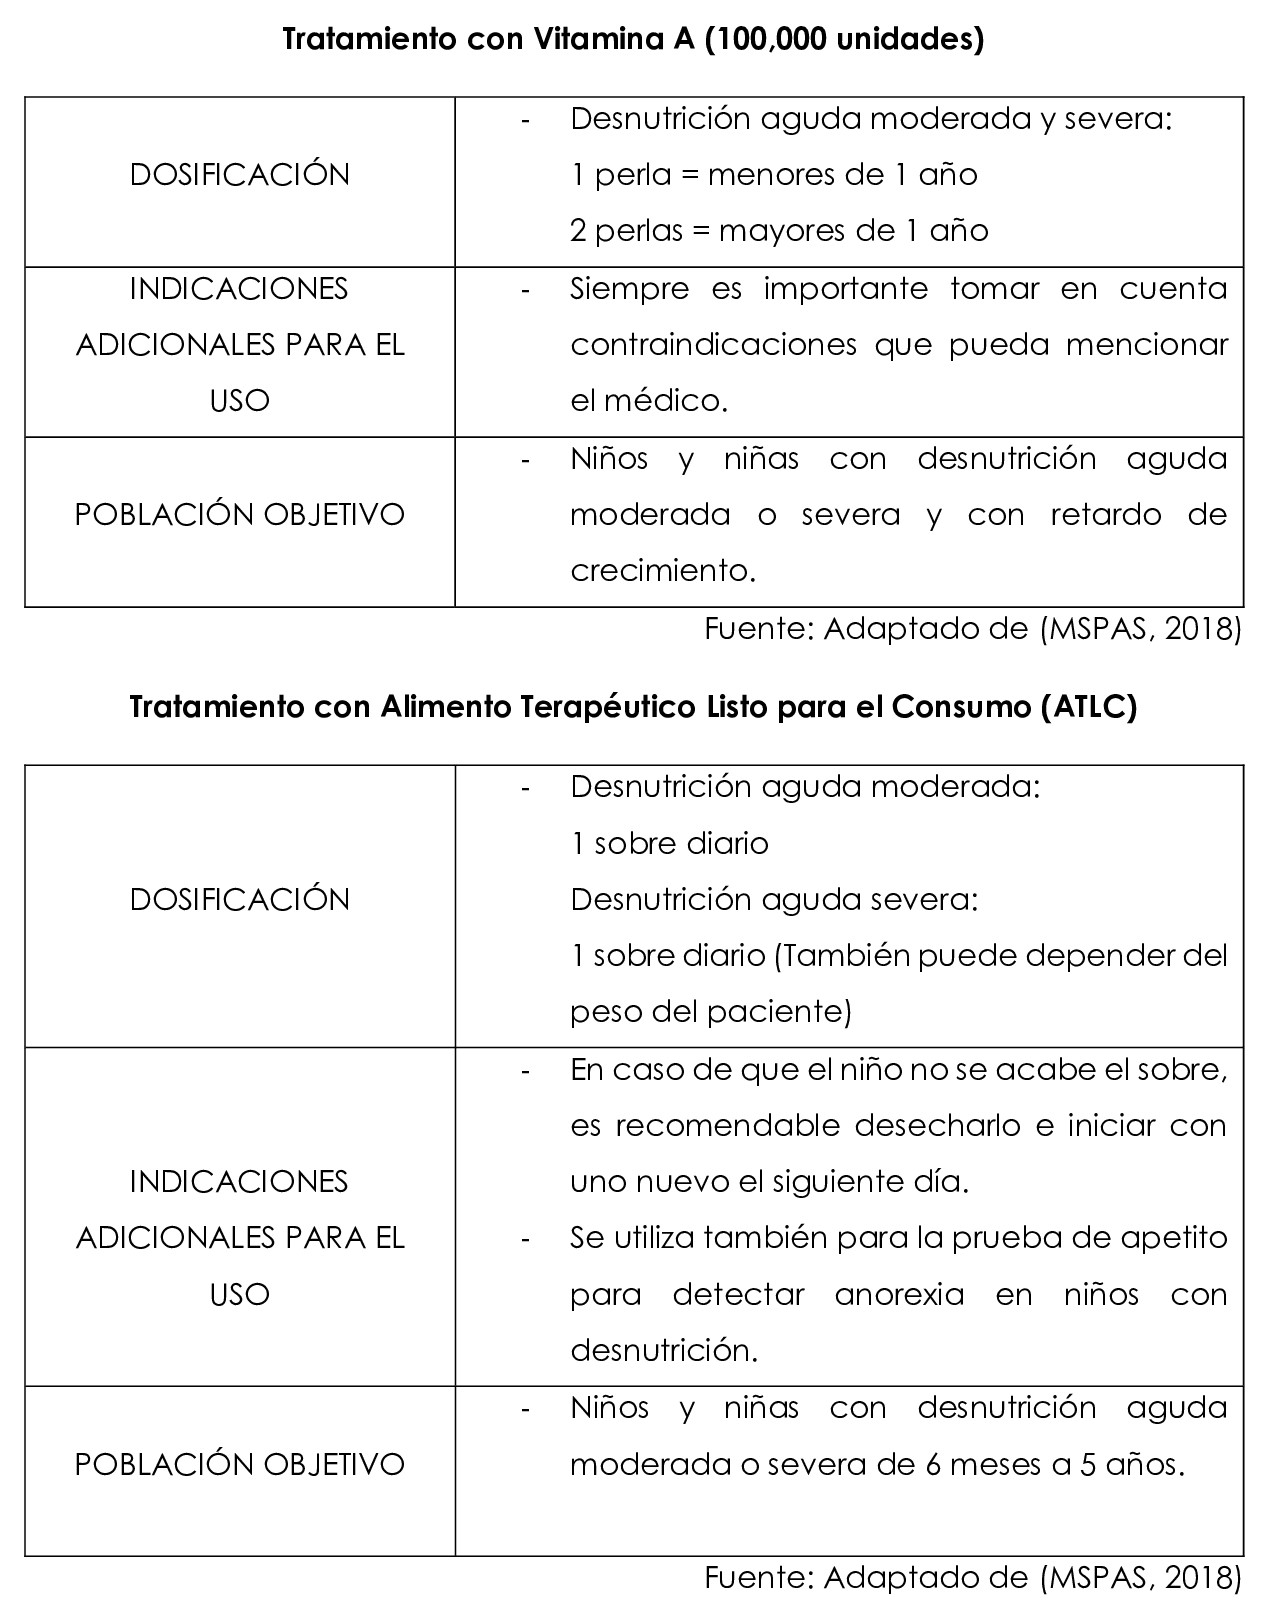 Tratamiento con Vitamina A (100,000 unidades)
DOSIFICACIÓN
- Desnutrición aguda moderada y severa:
1 perla = menores de 1 año
2 perlas = mayores de 1 año
INDICACIONES
ADICIONALES PARA EL
USO
- Siempre es importante tomar en cuenta
contraindicaciones que pueda mencionar
el médico.
POBLACIÓN OBJETIVO
- Niños y niñas con desnutrición aguda
moderada o severa y con retardo de
crecimiento.
Fuente: Adaptado de (MSPAS, 2018)
Tratamiento con Alimento Terapéutico Listo para el Consumo (ATLC)
DOSIFICACIÓN
- Desnutrición aguda moderada:
1 sobre diario
Desnutrición aguda severa:
1 sobre diario (También puede depender del
peso del paciente)
INDICACIONES
ADICIONALES PARA EL
USO
- En caso de que el niño no se acabe el sobre,
es recomendable desecharlo e iniciar con
uno nuevo el siguiente día.
- Se utiliza también para la prueba de apetito
para detectar anorexia en niños con
desnutrición.
POBLACIÓN OBJETIVO
- Niños y niñas con desnutrición aguda
moderada o severa de 6 meses a 5 años.
Fuente: Adaptado de (MSPAS, 2018)